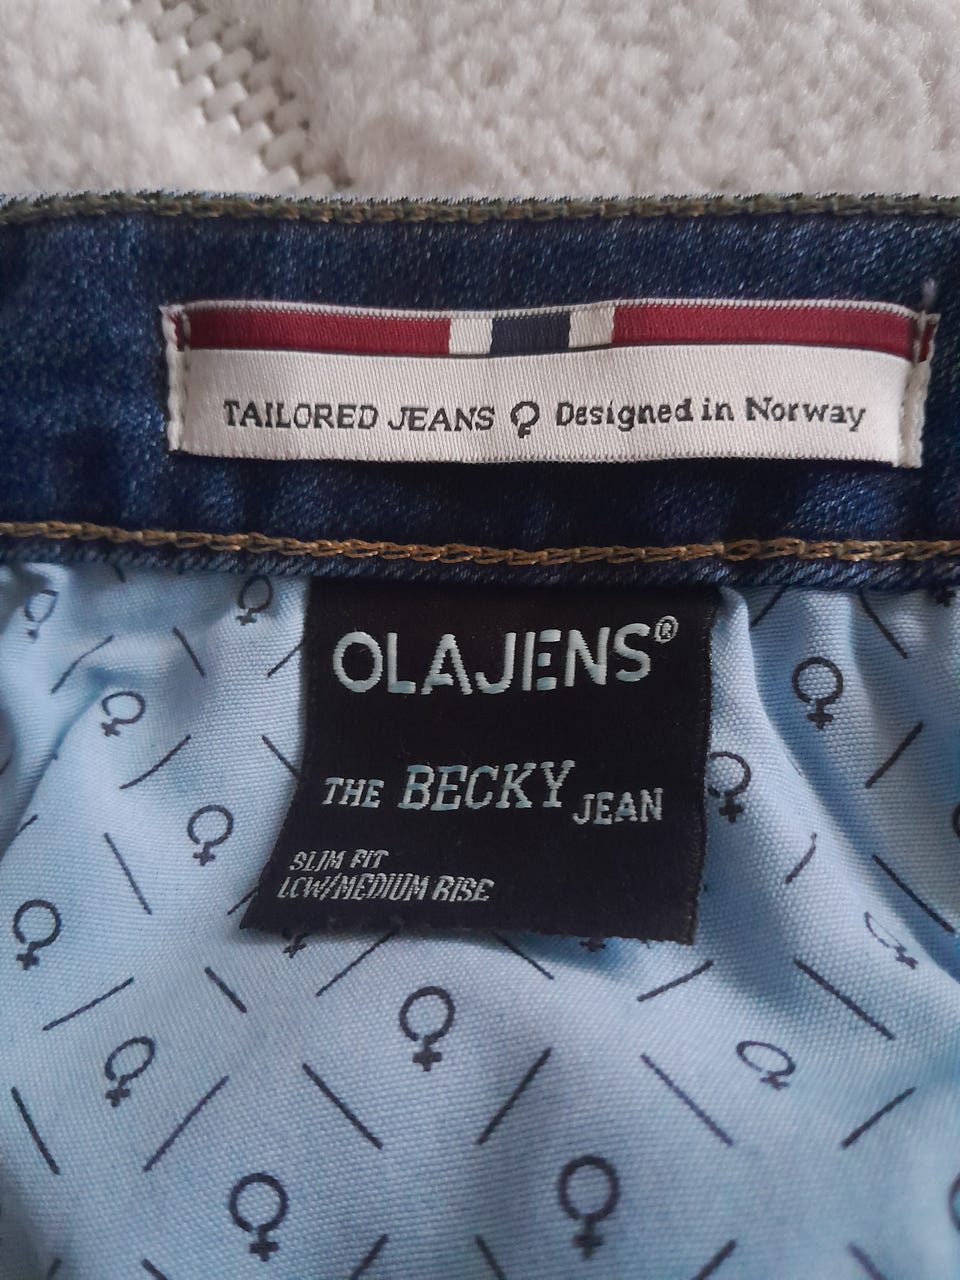 TAILORED JEANS ♀ Designed in Norway
OLAJENS®
THE BECKY JEAN
SLIM FIT
LOW/MEDIUM RISE